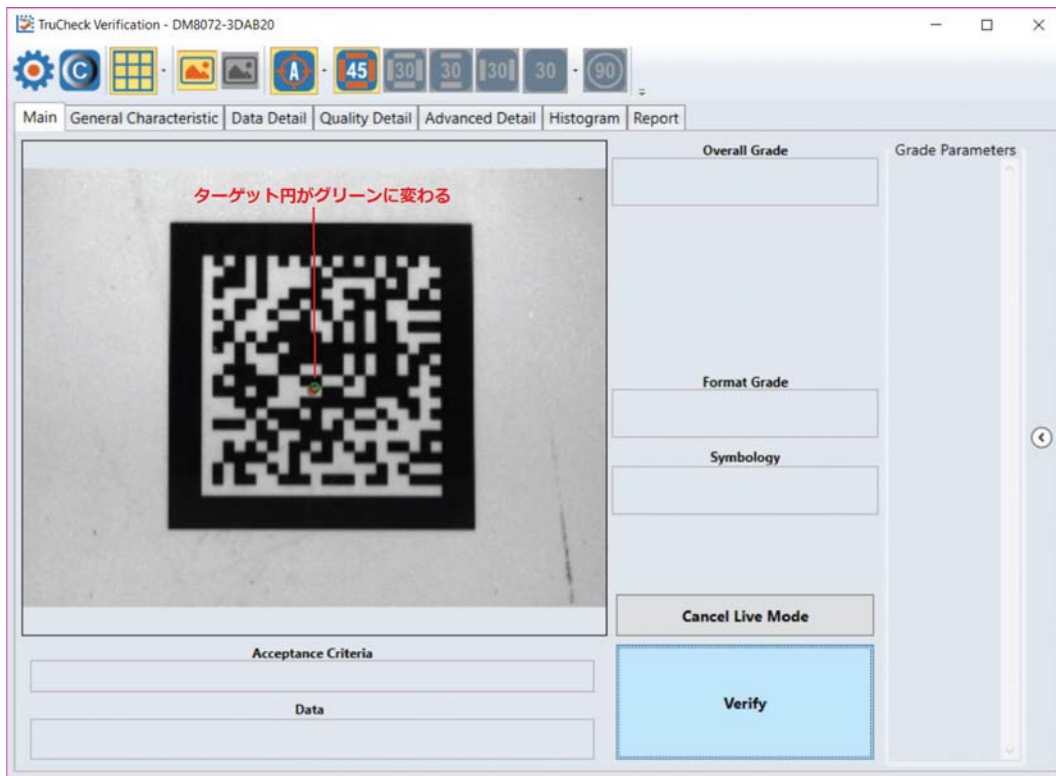 TruCheck Verification - DM8072-3DAB20
C A 45 30 30 30 30 90
Main General Characteristic Data Detail Quality Detail Advanced Detail Histogram Report
ターゲット円がグリーンに変わる
Overall Grade
Grade Parameters
Format Grade
Symbology
Cancel Live Mode
Acceptance Criteria
Verify
Data